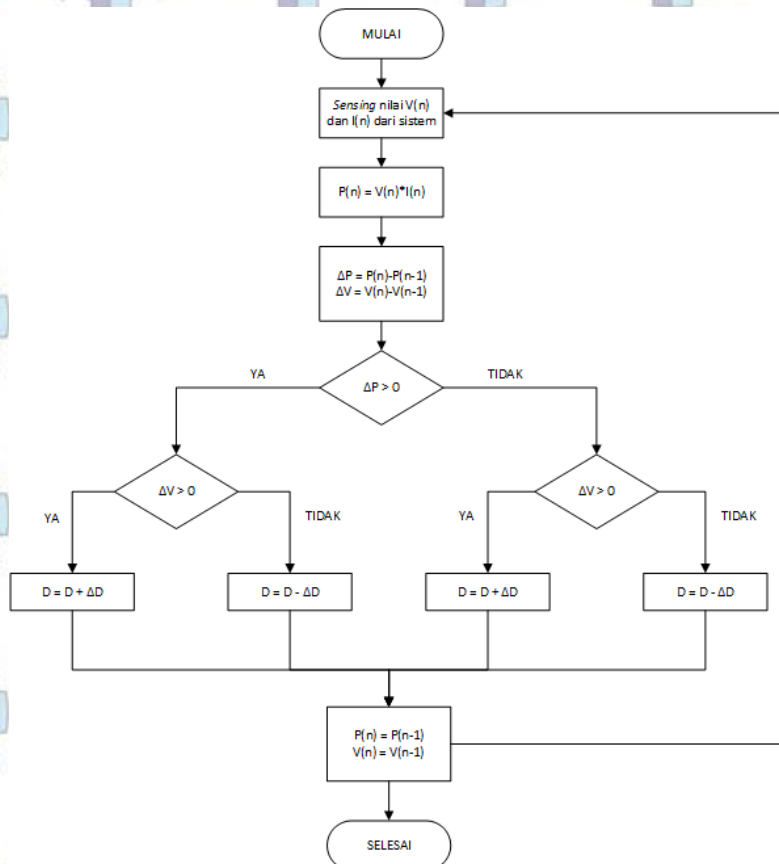 MULAI
Sensing nilai V(n)
dan I(n) dari sistem
P(n) = V(n)*I(n)
ΔP = P(n)-P(n-1)
ΔV = V(n)-V(n-1)
YA
ΔP > 0
TIDAK
ΔV > 0
ΔV > 0
YA
TIDAK
YA
TIDAK
D = D + ΔD
D = D - ΔD
D = D + ΔD
D = D - ΔD
P(n) = P(n-1)
V(n) = V(n-1)
SELESAI